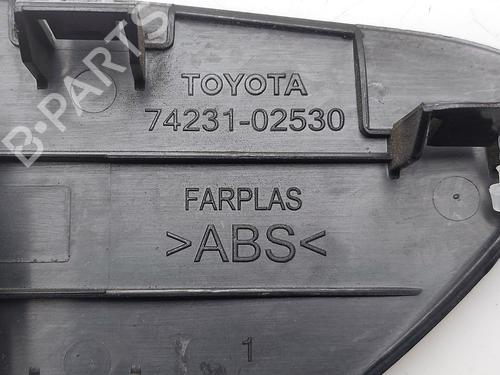 B-PARTS
TOYOTA
74231-02530
FARPLAS
>ABS<
1